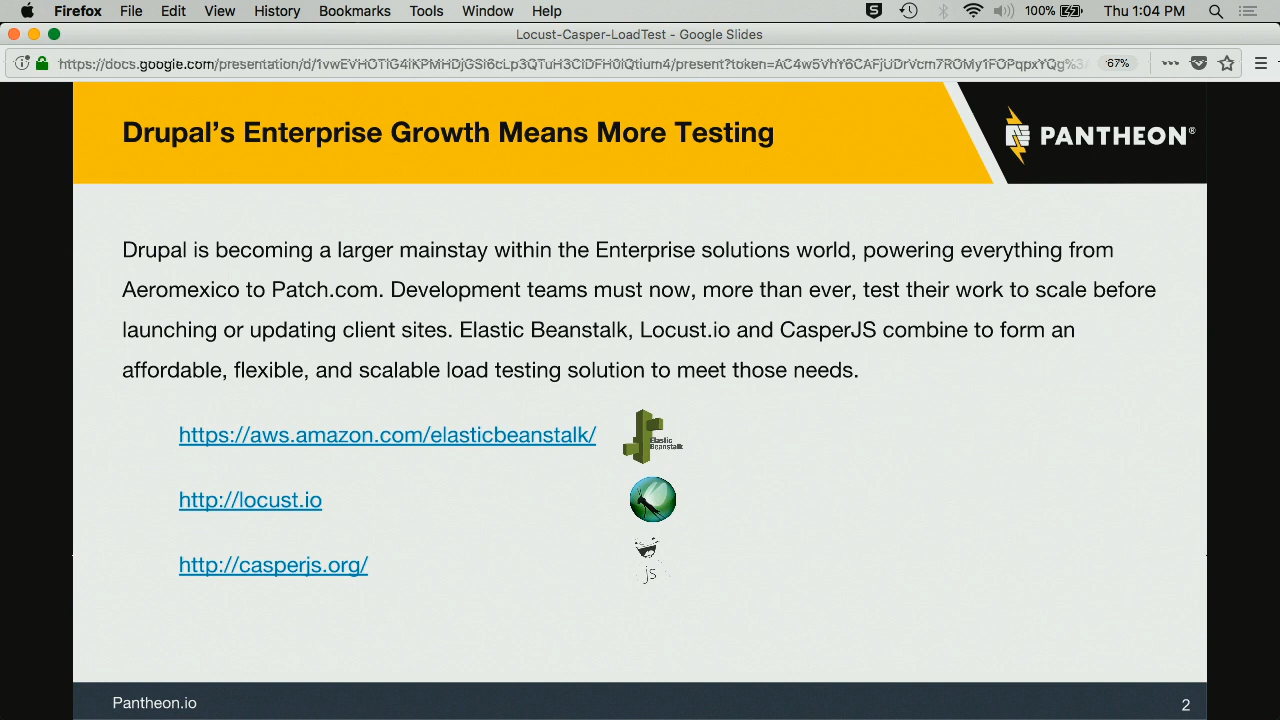 Firefox File Edit View History Bookmarks Tools Window Help 100% Thu 1:04 PM
Locust-Casper-LoadTest - Google Slides
67%
Drupal's Enterprise Growth Means More Testing
PANTHEON®
Drupal is becoming a larger mainstay within the Enterprise solutions world, powering everything from
Aeromexico to Patch.com. Development teams must now, more than ever, test their work to scale before
launching or updating client sites. Elastic Beanstalk, Locust.io and CasperJS combine to form an
affordable, flexible, and scalable load testing solution to meet those needs.
https://aws.amazon.com/elasticbeanstalk/
Elastic
Beanstalk
http://locust.io
http://casperjs.org/
js
Pantheon.io
2